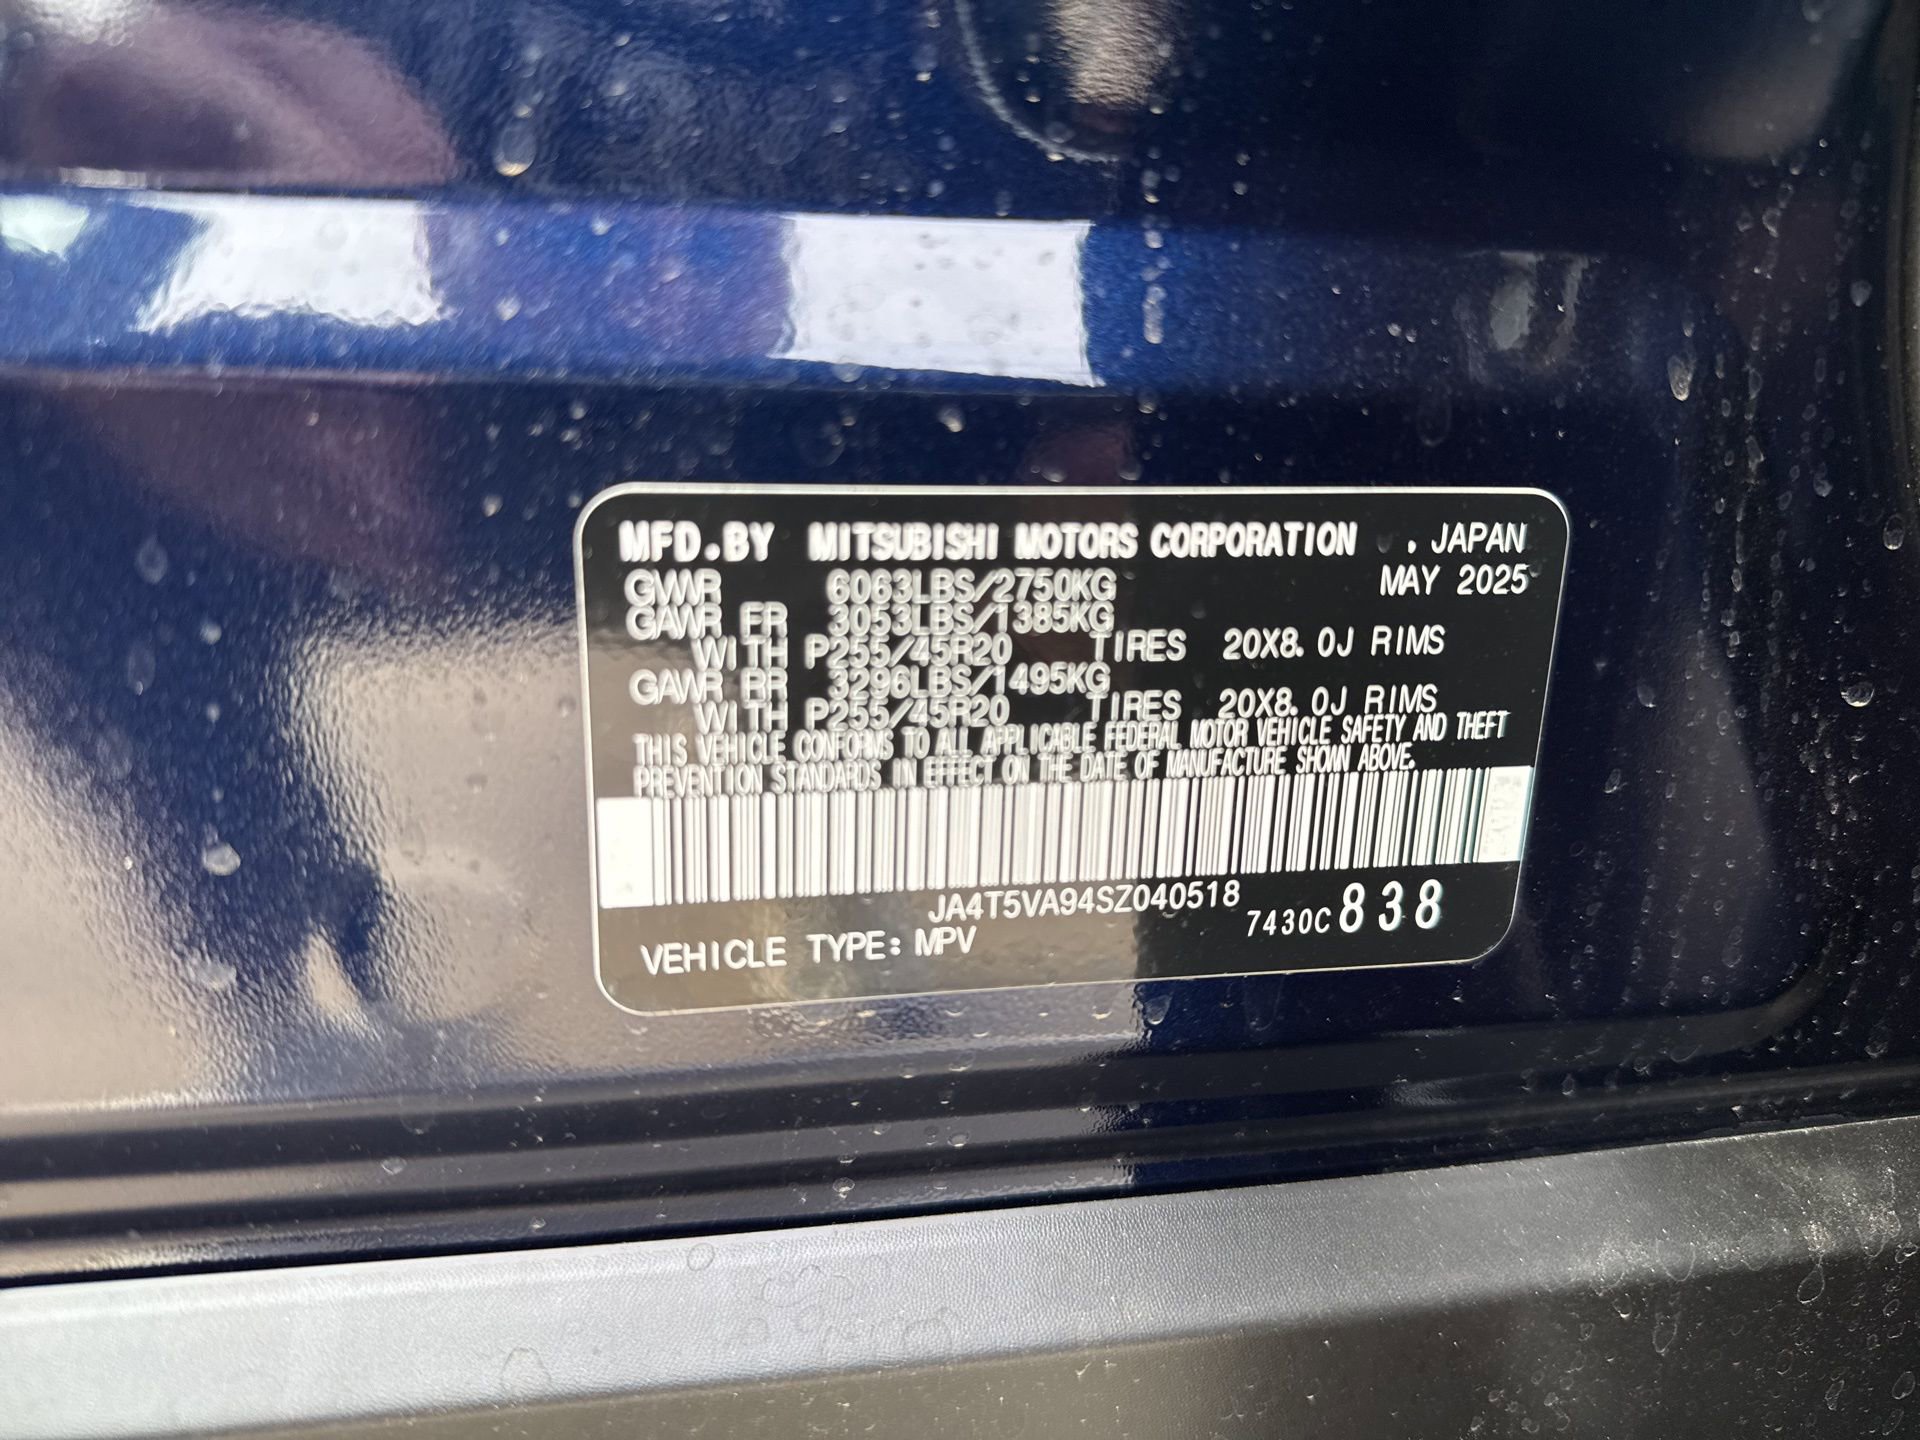 MFD.BY MITSUBISHI MOTORS CORPORATION . JAPAN
GVWR 6063LBS/2750KG MAY 2025
GAWR FR 3053LBS/1385KG
WITH P255/45R20 TIRES 20X8.0J RIMS
GAWR RR 3296LBS/1495KG
WITH P255/45R20 TIRES 20X8.0J RIMS
THIS VEHICLE CONFORMS TO ALL APPLICABLE FEDERAL MOTOR VEHICLE SAFETY AND THEFT
PREVENTION STANDARDS IN EFFECT ON THE DATE OF MANUFACTURE SHOWN ABOVE.
JA4T5VA94SZ040518
7430C838
VEHICLE TYPE: MPV